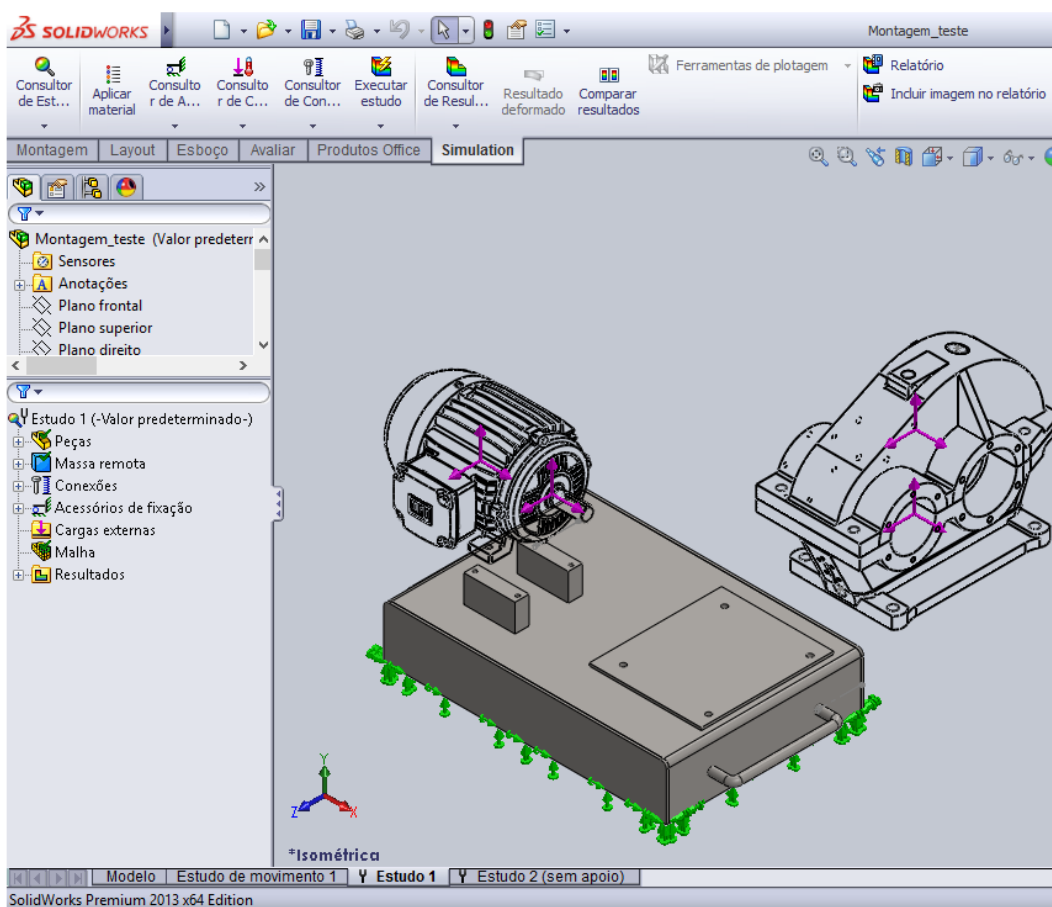 SOLIDWORKS
Montagem_teste
Consultor de Est...
Aplicar material
Consulto r de A...
Consulto r de C...
Consultor de Con...
Executar estudo
Consultor de Resul...
Resultado deformado
Comparar resultados
Ferramentas de plotagem
Relatório
Incluir imagem no relatório
Montagem
Layout
Esboço
Avaliar
Produtos Office
Simulation
Montagem_teste (Valor predeterr
Sensores
Anotações
Plano frontal
Plano superior
Plano direito
Estudo 1 (-Valor predeterminado-)
Peças
Massa remota
Conexões
Acessórios de fixação
Cargas externas
Malha
Resultados
Y
Z
X
*Isométrica
Modelo
Estudo de movimento 1
Estudo 1
Estudo 2 (sem apoio)
SolidWorks Premium 2013 x64 Edition